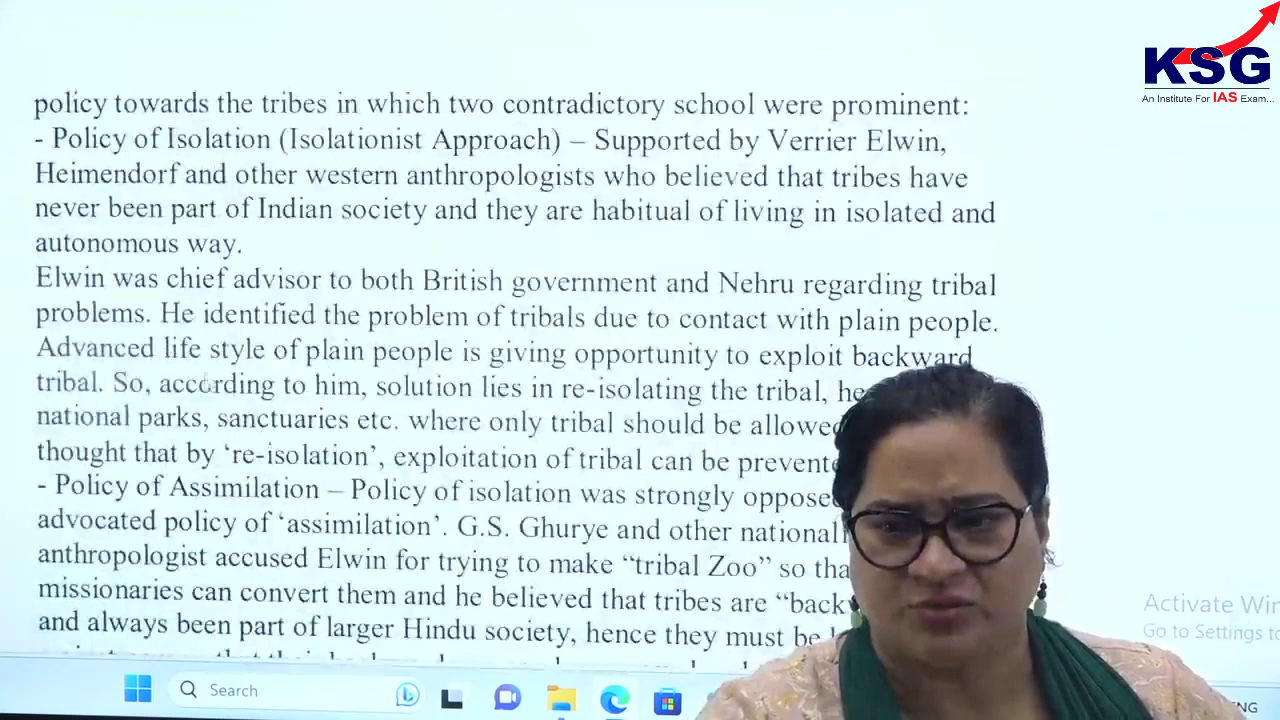 KSG
An Institute For IAS Exam...
policy towards the tribes in which two contradictory school were prominent:
- Policy of Isolation (Isolationist Approach) – Supported by Verrier Elwin,
Heimendorf and other western anthropologists who believed that tribes have
never been part of Indian society and they are habitual of living in isolated and
autonomous way.
Elwin was chief advisor to both British government and Nehru regarding tribal
problems. He identified the problem of tribals due to contact with plain people.
Advanced life style of plain people is giving opportunity to exploit backward
tribal. So, according to him, solution lies in re-isolating the tribal, he
national parks, sanctuaries etc. where only tribal should be allowed
thought that by ‘re-isolation’, exploitation of tribal can be prevente
- Policy of Assimilation – Policy of isolation was strongly oppose
advocated policy of ‘assimilation’. G.S. Ghurye and other national
anthropologist accused Elwin for trying to make “tribal Zoo” so tha
missionaries can convert them and he believed that tribes are “back
and always been part of larger Hindu society, hence they must be
Activate Win
Go to Settings to
Search
ENG